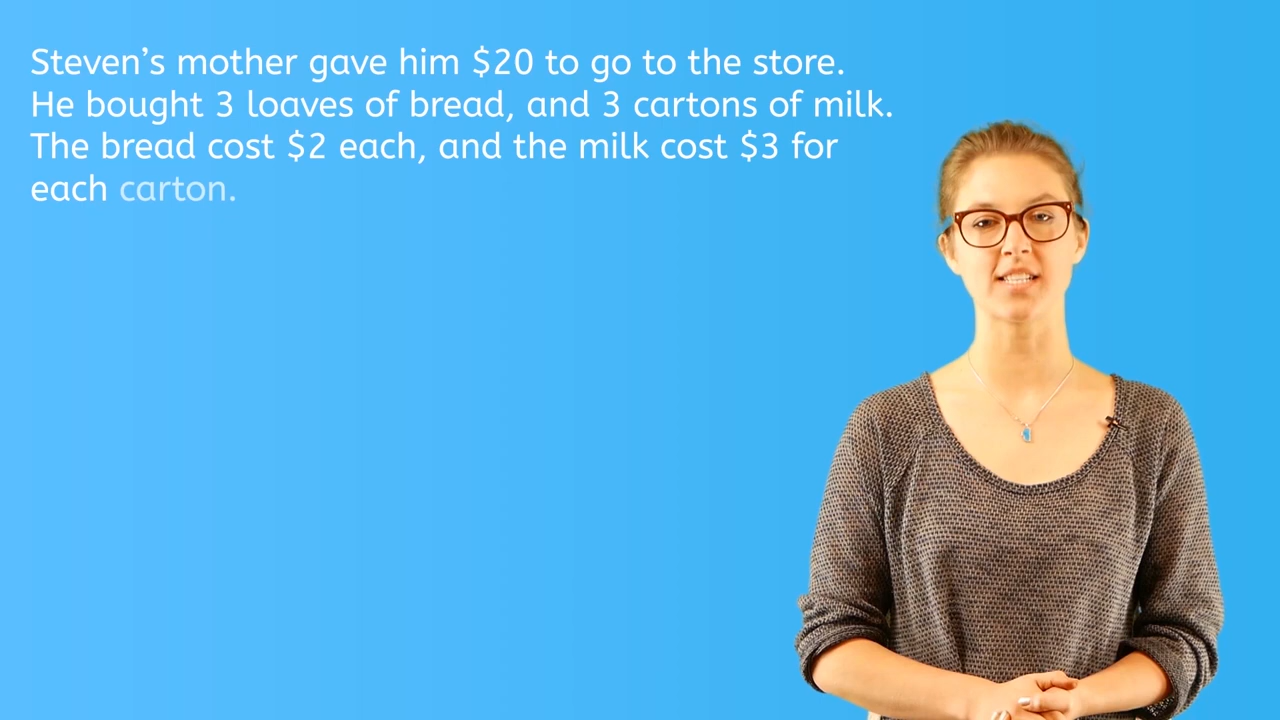 Steven’s mother gave him $20 to go to the store.
He bought 3 loaves of bread, and 3 cartons of milk.
The bread cost $2 each, and the milk cost $3 for
each carton.